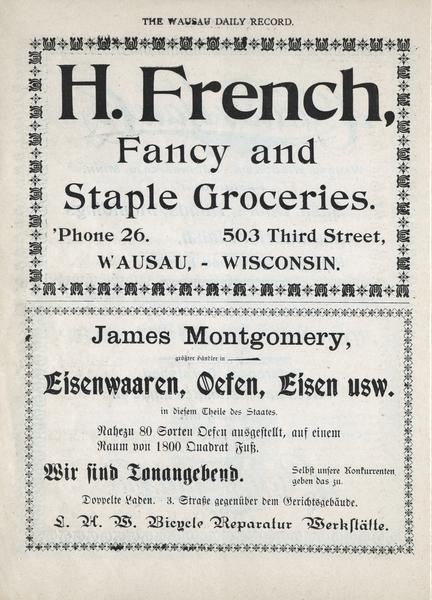 THE WAUSAU DAILY RECORD.
H. French,
Fancy and
Staple Groceries.
'Phone 26. 503 Third Street,
WAUSAU, - WISCONSIN.
James Montgomery,
größter Händler in
Eisenwaaren, Oefen, Eisen usw.
in diesem Theile des Staates.
Nahezu 80 Sorten Oefen ausgestellt, auf einem
Raum von 1800 Quadrat Fuß.
Wir sind Tonangebend. Selbst unsere Konkurrenten
geben das zu.
Doppelte Laden. 3. Straße gegenüber dem Gerichtsgebäude.
L. A. W. Bicycle Reparatur Werkstätte.